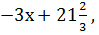 −3x + 21 2/3 ,